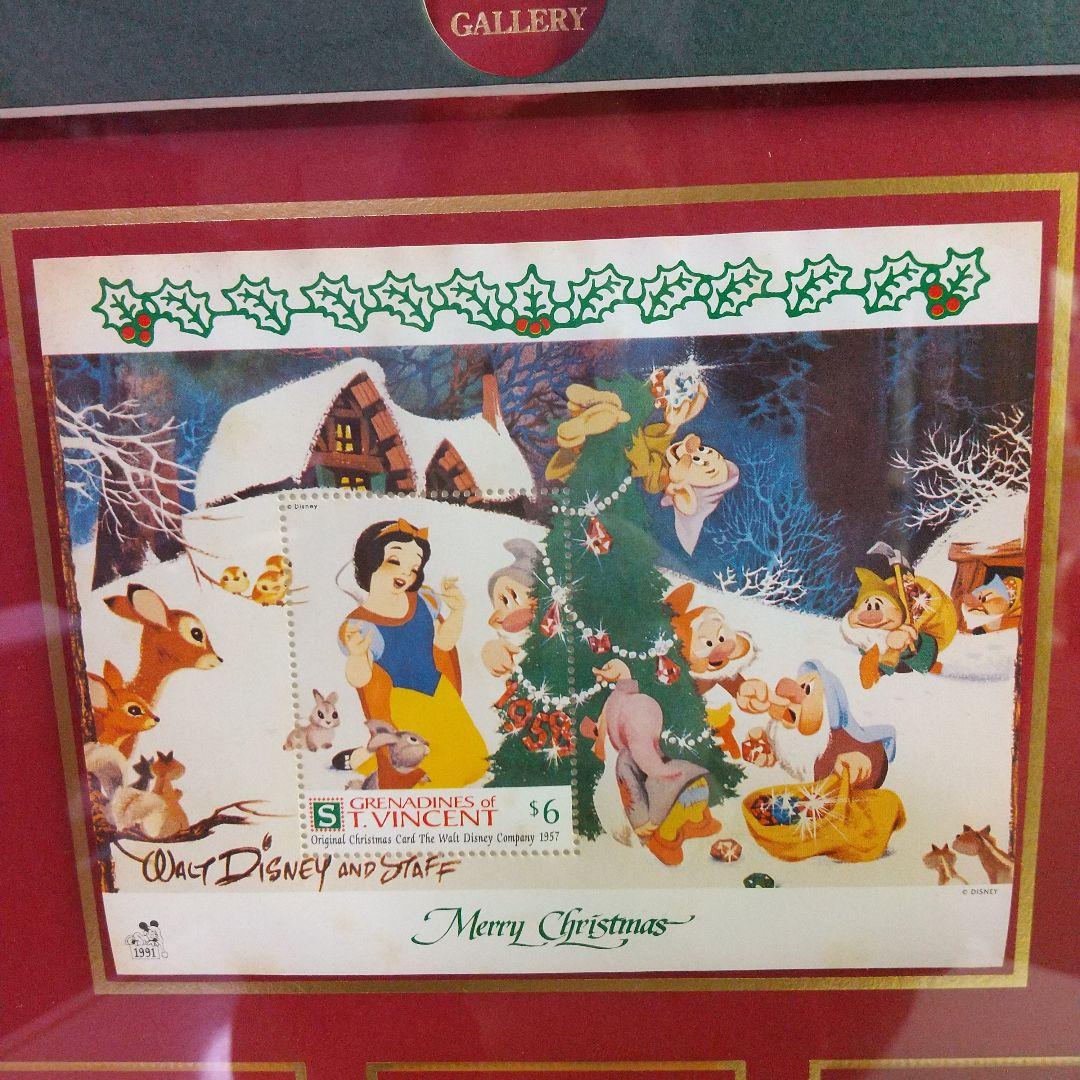 GALLERY
© Disney
1958
S GRENADINES of
ST. VINCENT $6
Original Christmas Card The Walt Disney Company 1957
WALT DISNEY AND STAFF
© DISNEY
Merry Christmas
1991